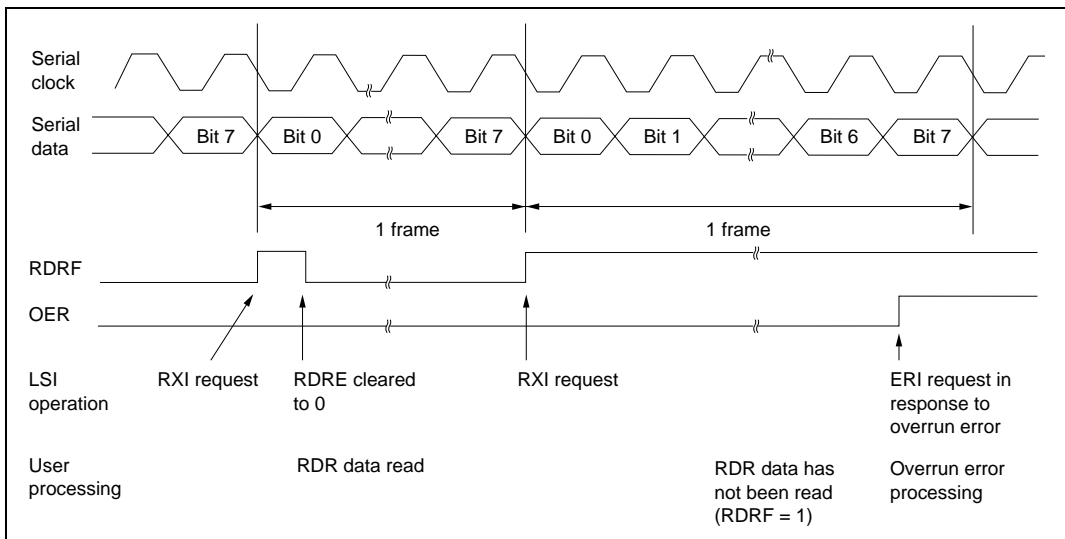 Serial
clock
Serial
data
Bit 7
Bit 0
Bit 7
Bit 0
Bit 1
Bit 6
Bit 7
1 frame
1 frame
RDRF
OER
LSI
operation
RXI request
RDRE cleared
to 0
RXI request
ERI request in
response to
overrun error
User
processing
RDR data read
RDR data has
not been read
(RDRF = 1)
Overrun error
processing